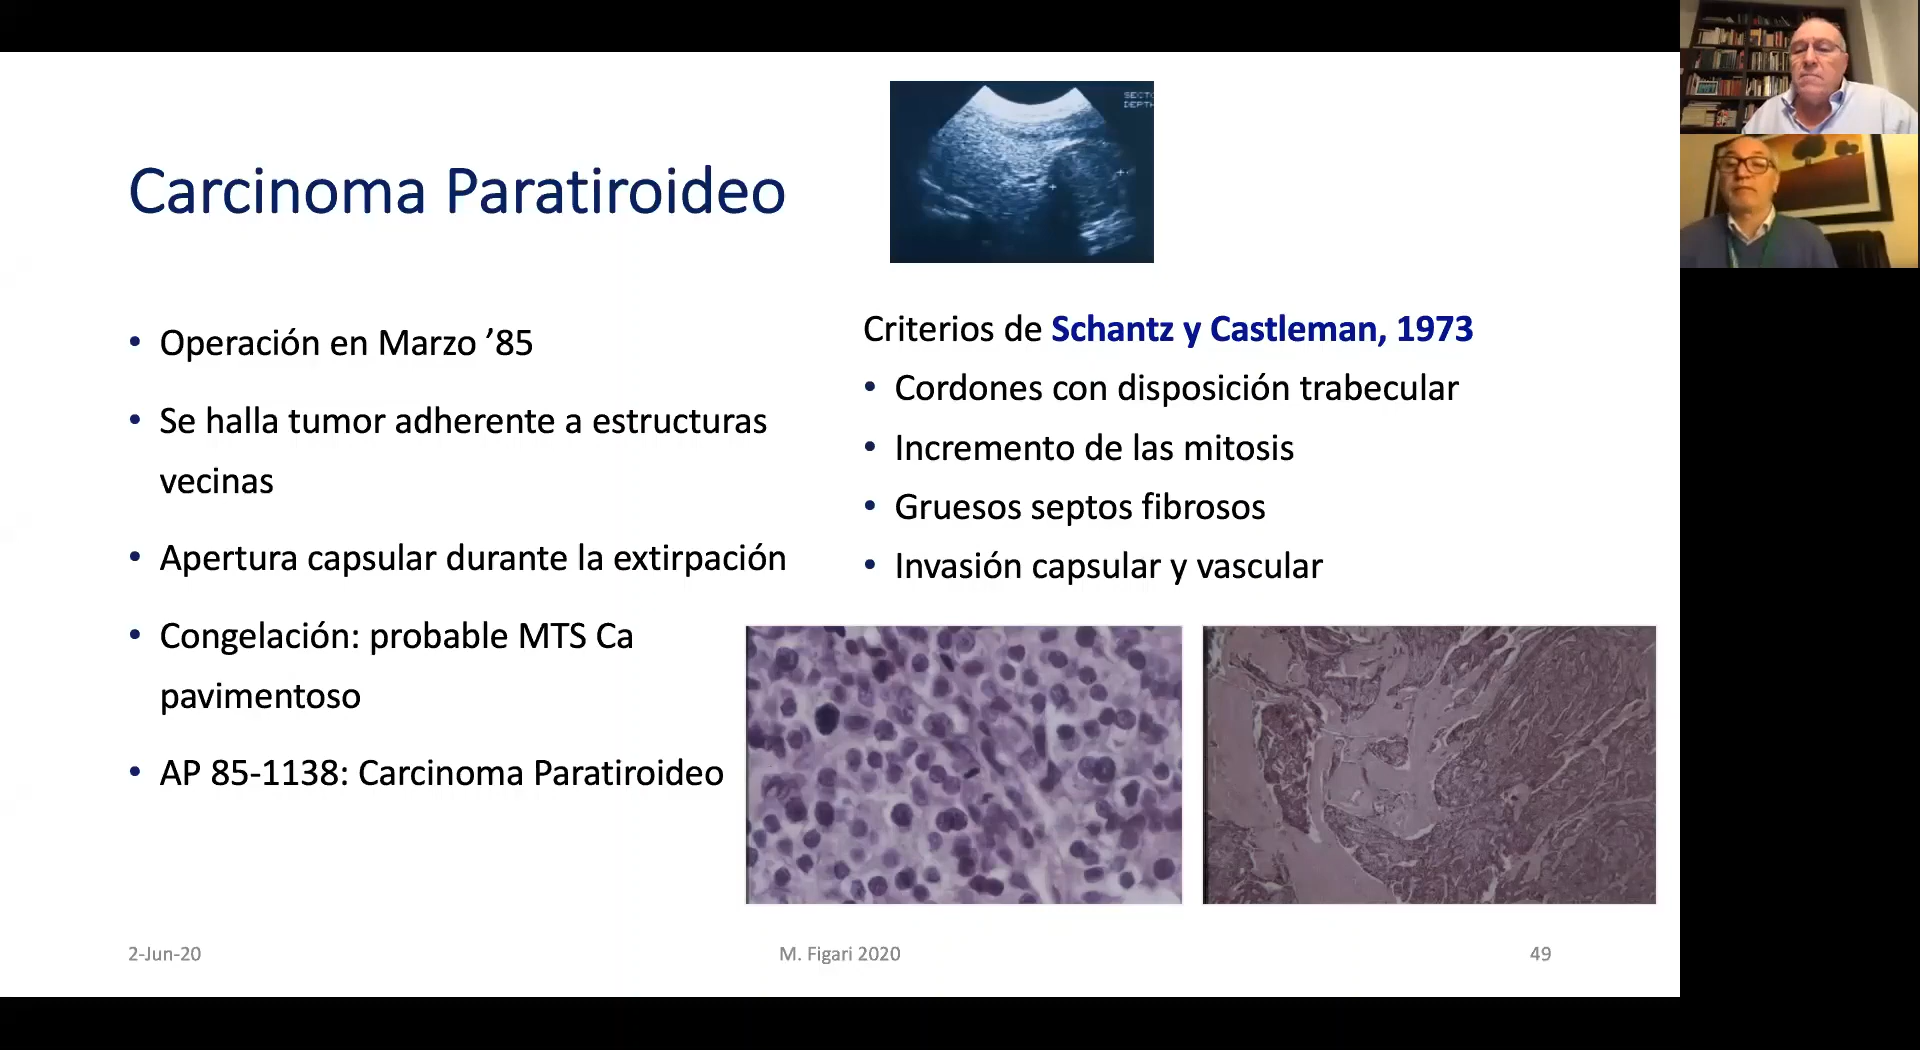 SECTO
DEPTH
Carcinoma Paratiroideo
• Operación en Marzo ’85
• Se halla tumor adherente a estructuras
vecinas
• Apertura capsular durante la extirpación
• Congelación: probable MTS Ca
pavimentoso
• AP 85-1138: Carcinoma Paratiroideo
Criterios de Schantz y Castleman, 1973
• Cordones con disposición trabecular
• Incremento de las mitosis
• Gruesos septos fibrosos
• Invasión capsular y vascular
2-Jun-20
M. Figari 2020
49